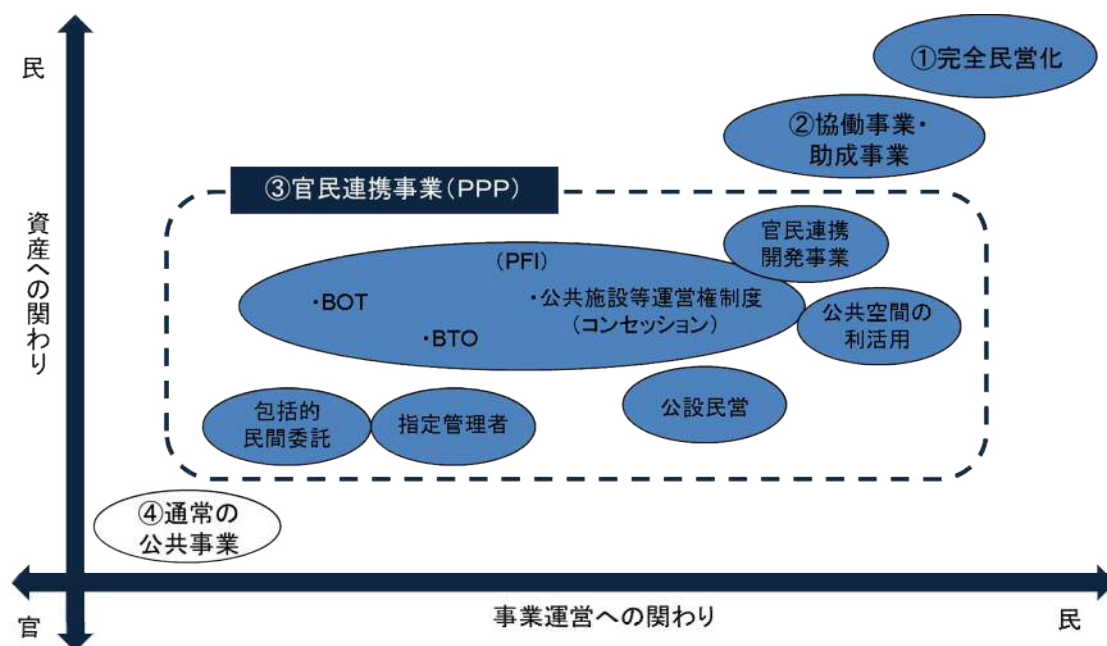 民
①完全民営化
②協働事業・
助成事業
③官民連携事業(PPP)
資産への関わり
官民連携
開発事業
(PFI)
・BOT
・公共施設等運営権制度
(コンセッション)
・BTO
公共空間の
利活用
包括的
民間委託
指定管理者
公設民営
④通常の
公共事業
官
事業運営への関わり
民